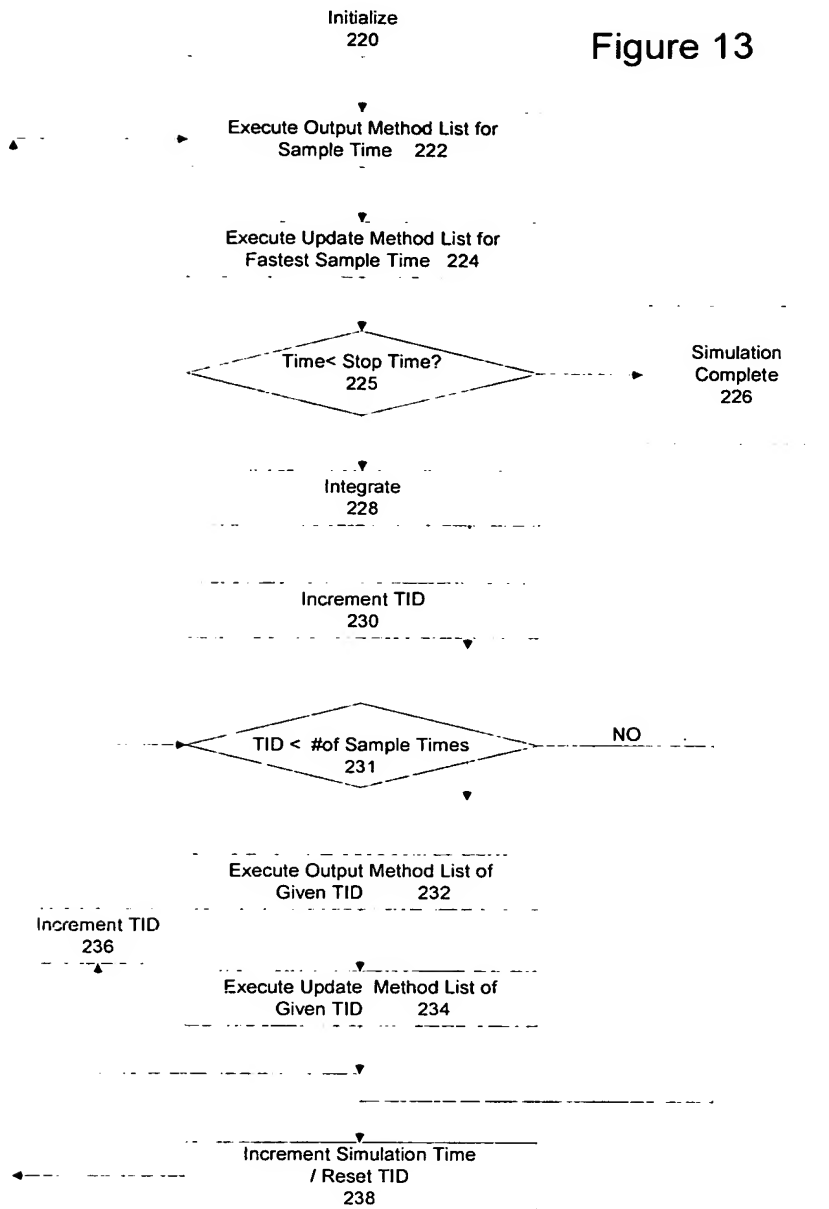 Initialize
220
Figure 13
Execute Output Method List for
Sample Time 222
Execute Update Method List for
Fastest Sample Time 224
Time< Stop Time?
225
Simulation
Complete
226
Integrate
228
Increment TID
230
TID < #of Sample Times
231
NO
Execute Output Method List of
Given TID 232
Increment TID
236
Execute Update Method List of
Given TID 234
Increment Simulation Time
/ Reset TID
238